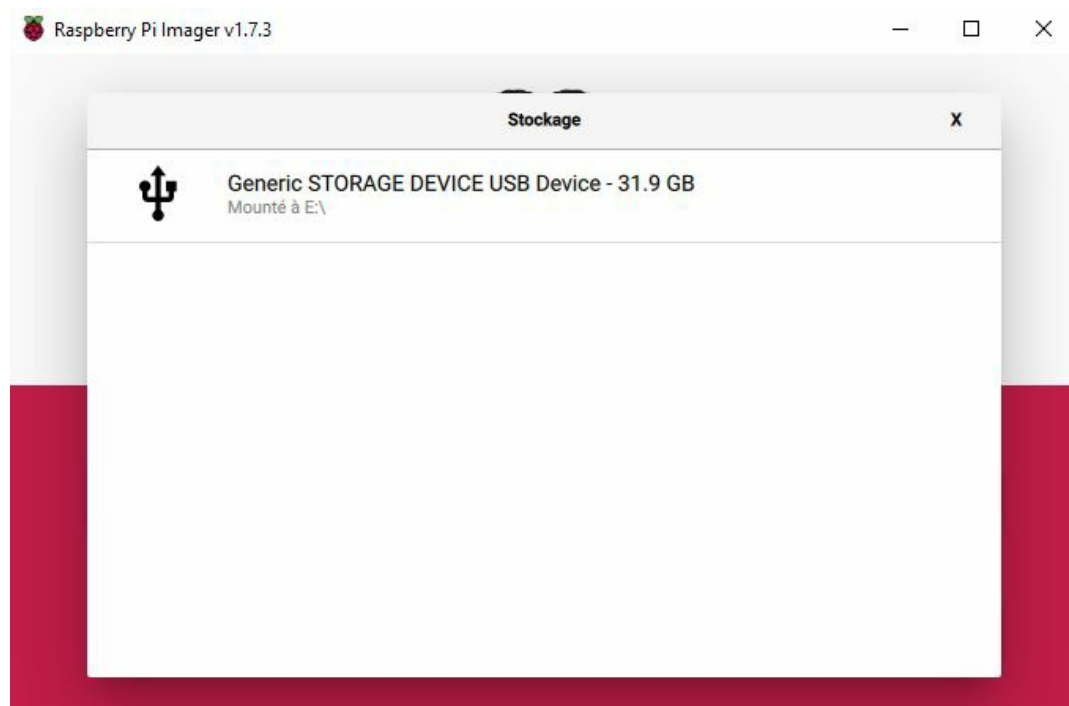 Raspberry Pi Imager v1.7.3
Stockage X
Generic STORAGE DEVICE USB Device - 31.9 GB
Mounté à E:\